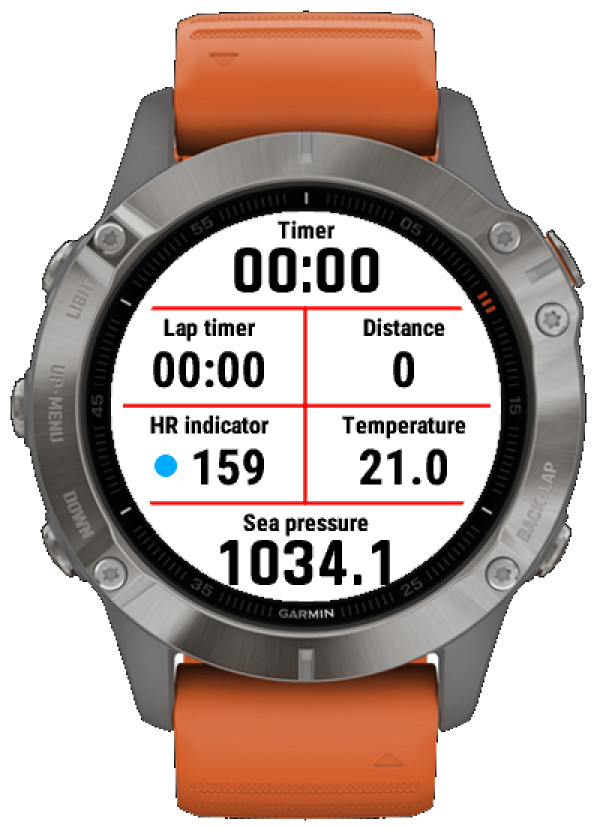 Timer
00:00
55
05
LIGHT
Lap timer
Distance
00:00
0
UP·MENU
45
15
HR indicator
Temperature
159
21.0
DOWN
BACK·LAP
Sea pressure
1034.1
35
25
GARMIN